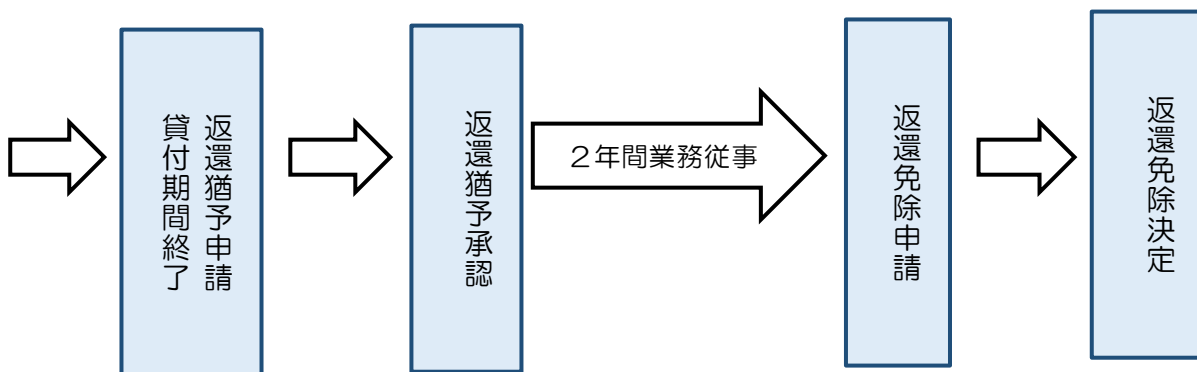 返還猶予申請
貸付期間終了
返還猶予承認
２年間業務従事
返還免除申請
返還免除決定